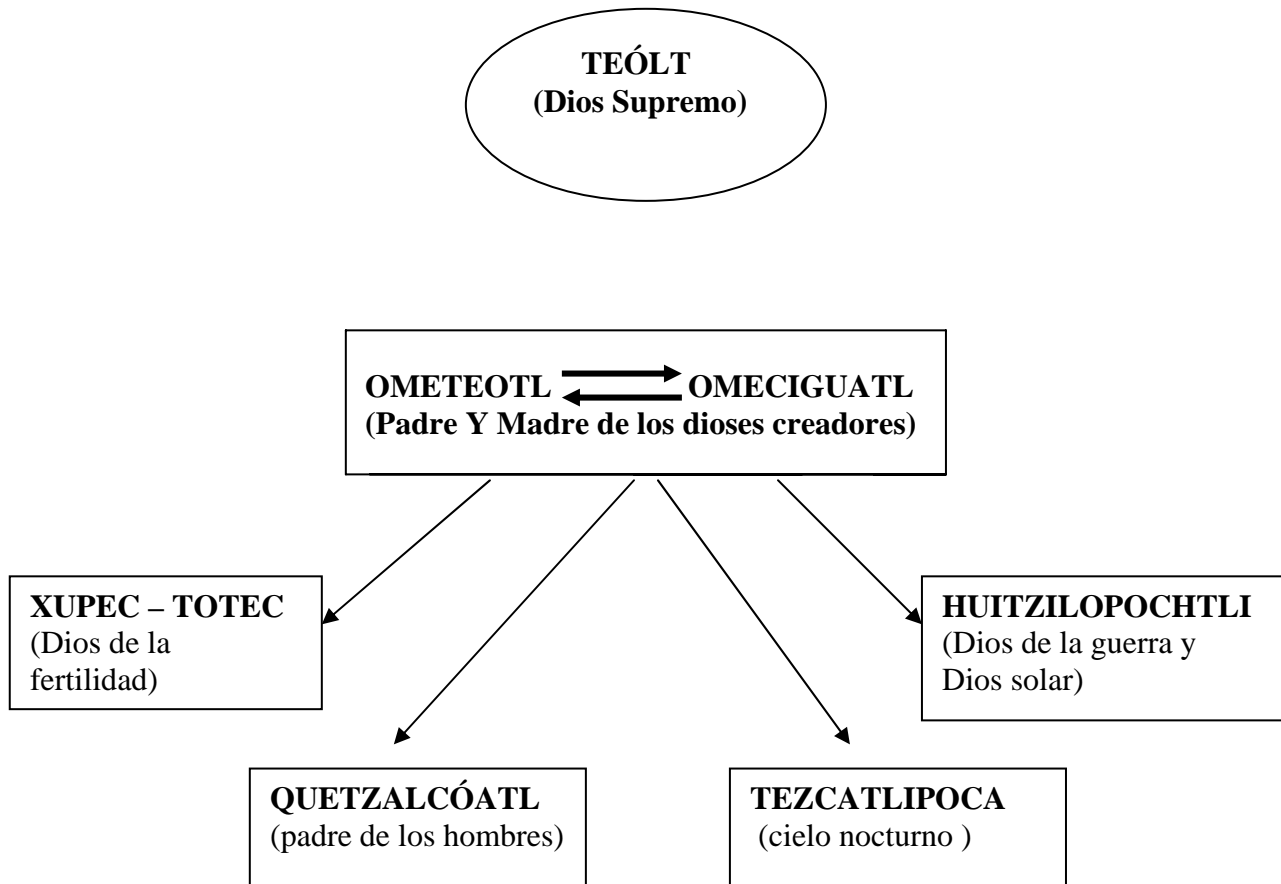 TEÓLT
(Dios Supremo)
OMETEOTL OMECIGUATL
(Padre Y Madre de los dioses creadores)
XUPEC – TOTEC
(Dios de la
fertilidad)
HUITZILOPOCHTLI
(Dios de la guerra y
Dios solar)
QUETZALCÓATL
(padre de los hombres)
TEZCATLIPOCA
(cielo nocturno )